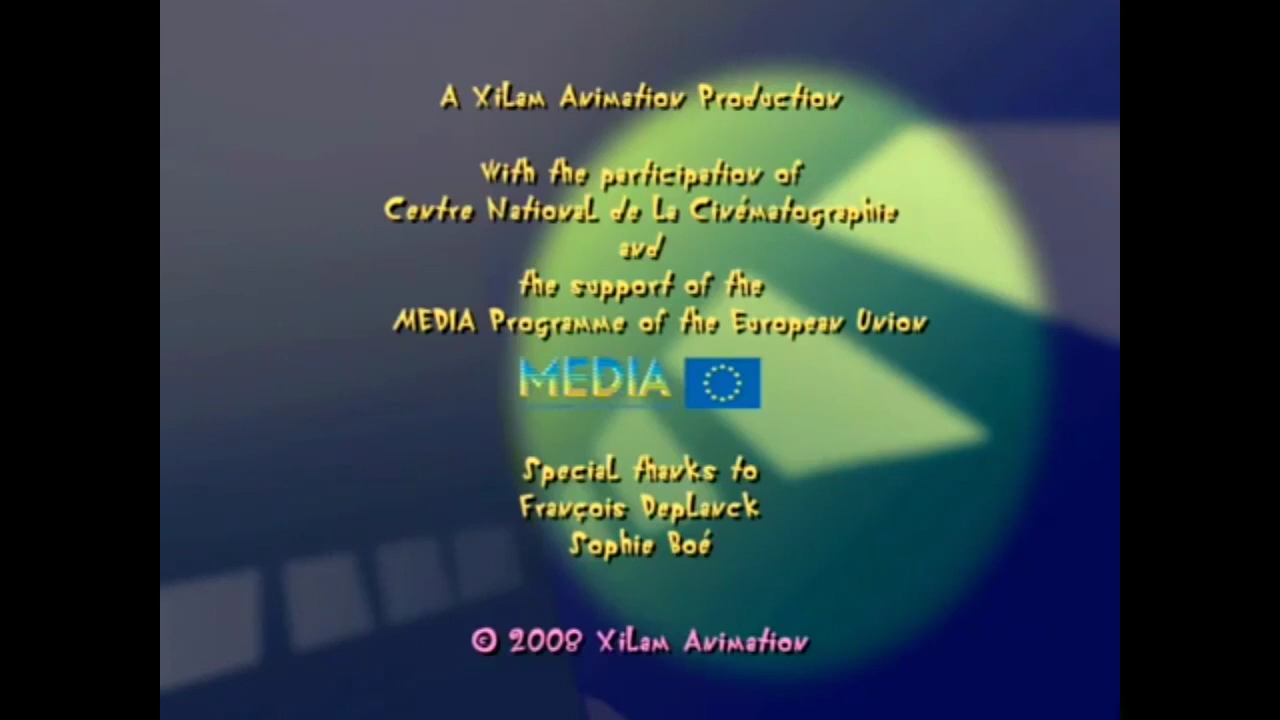 A Xilam Animation Production
With the participation of
Centre National de la Cinématographie
and
the support of the
MEDIA Programme of the European Union
MEDIA
Special thanks to
François Deplanck
Sophie Boé
© 2008 Xilam Animation